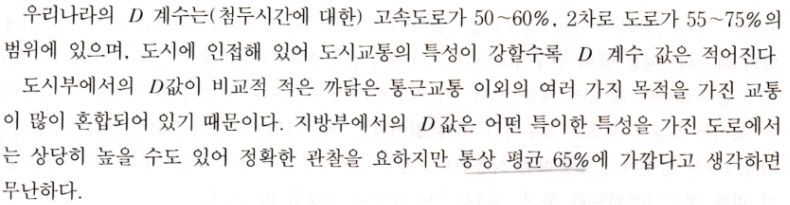 우리나라의 D 계수는(첨두시간에 대한) 고속도로가 50~60%, 2차로 도로가 55~75%의
범위에 있으며, 도시에 인접해 있어 도시교통의 특성이 강할수록 D 계수 값은 적어진다
도시부에서의 D값이 비교적 적은 까닭은 통근교통 이외의 여러 가지 목적을 가진 교통
이 많이 혼합되어 있기 때문이다. 지방부에서의 D값은 어떤 특이한 특성을 가진 도로에서
는 상당히 높을 수도 있어 정확한 관찰을 요하지만 통상 평균 65%에 가깝다고 생각하면
무난하다.